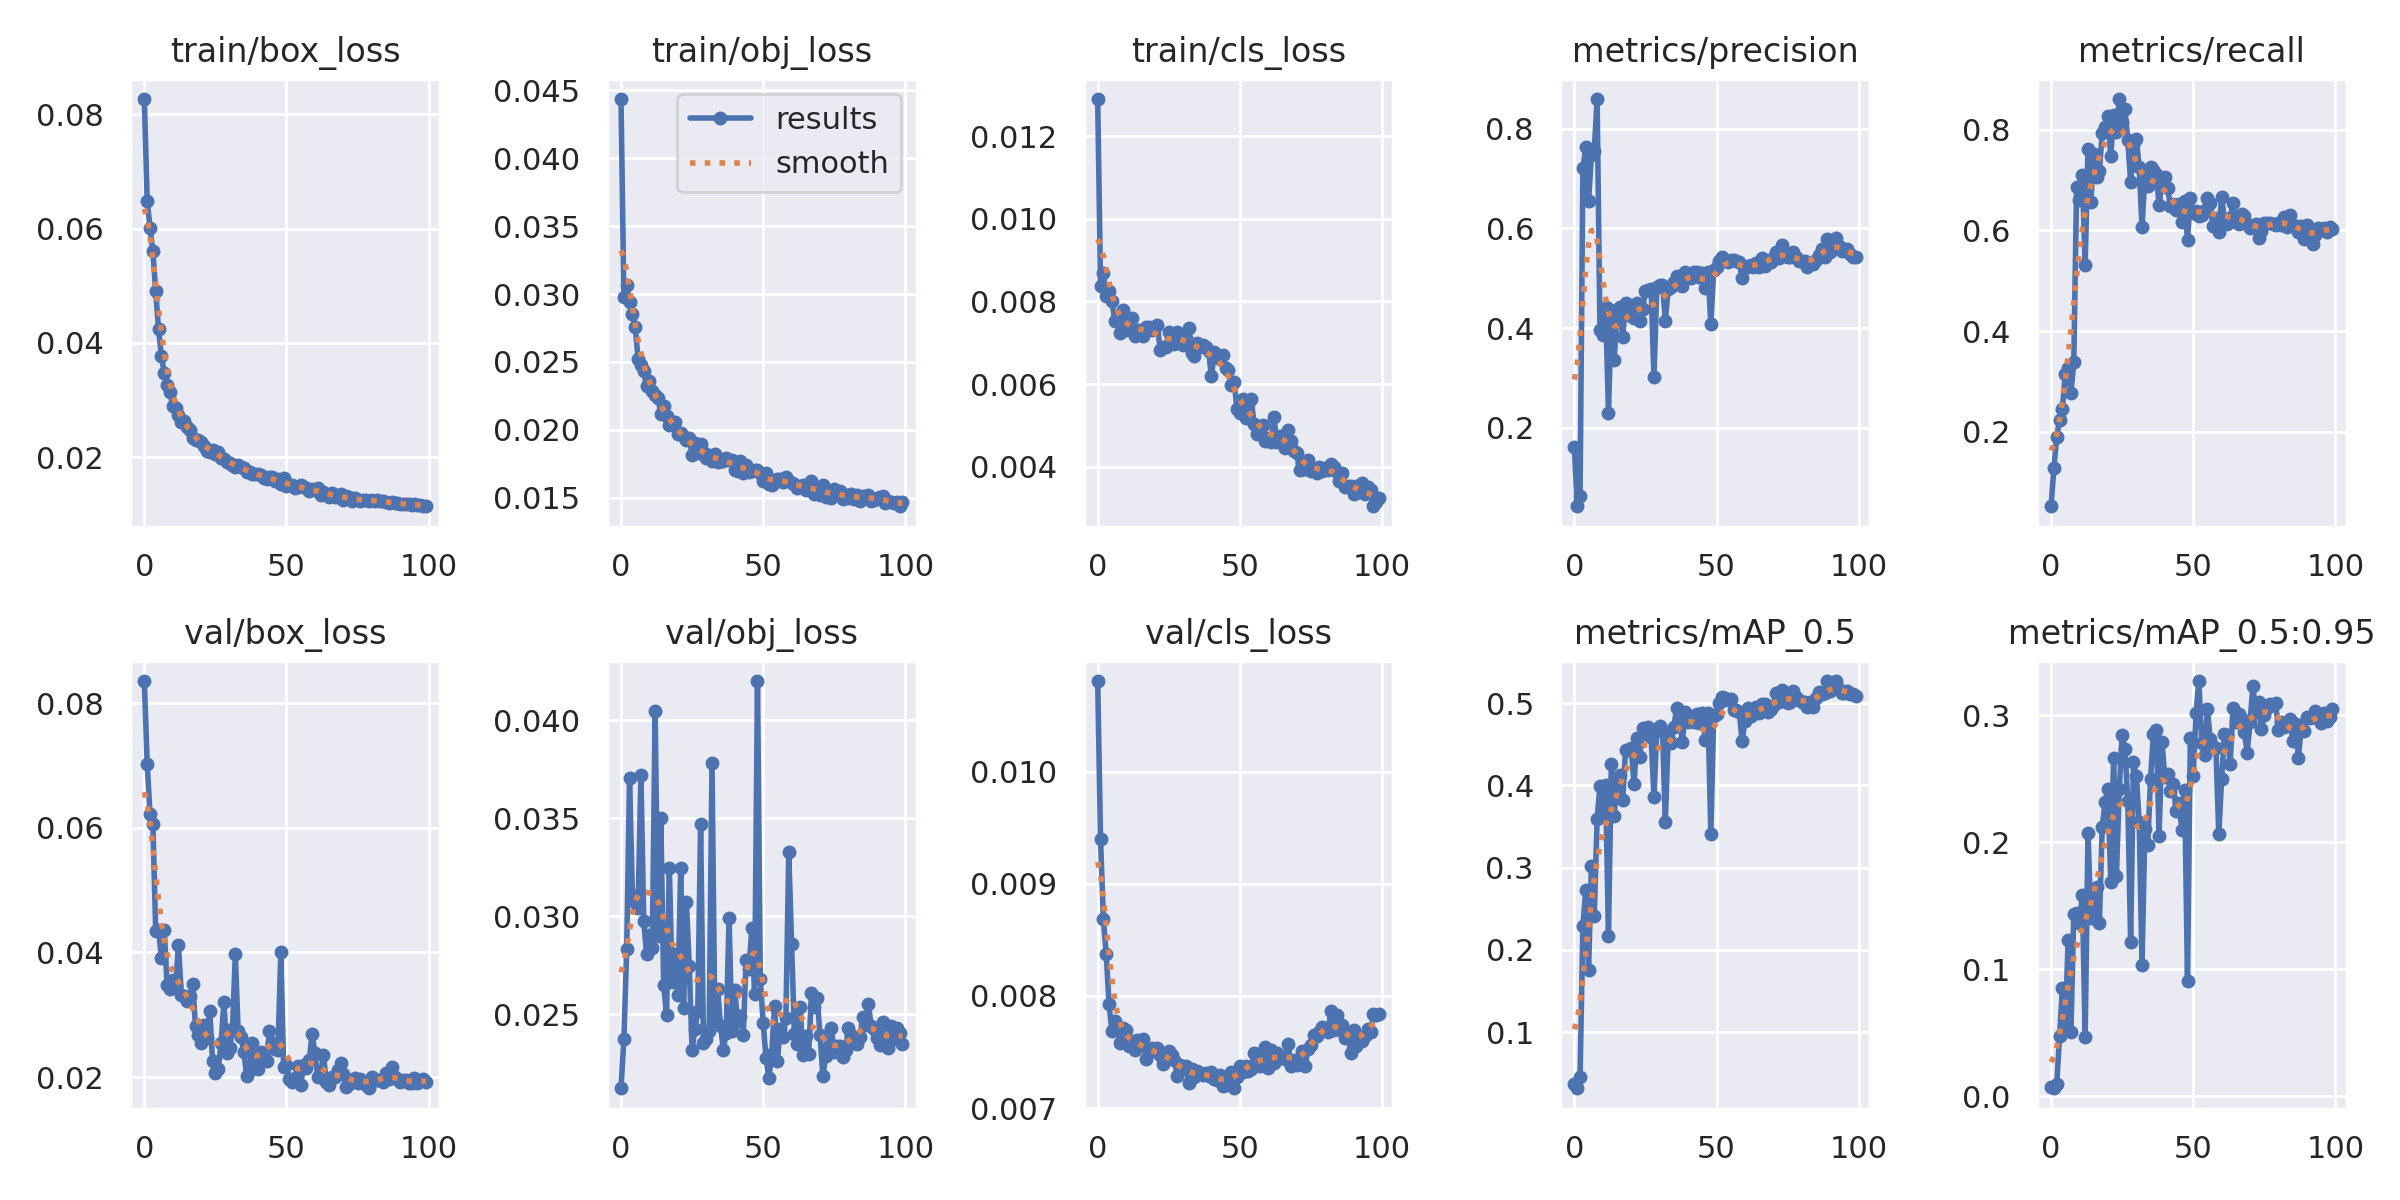 train/box_loss
train/obj_loss
train/cls_loss
metrics/precision
metrics/recall
0.08
0.06
0.04
0.02
0 50 100
0.045
0.040
0.035
0.030
0.025
0.020
0.015
0 50 100
results
smooth
0.012
0.010
0.008
0.006
0.004
0 50 100
0.8
0.6
0.4
0.2
0 50 100
0.8
0.6
0.4
0.2
0 50 100
val/box_loss
val/obj_loss
val/cls_loss
metrics/mAP_0.5
metrics/mAP_0.5:0.95
0.08
0.06
0.04
0.02
0 50 100
0.040
0.035
0.030
0.025
0 50 100
0.010
0.009
0.008
0.007
0 50 100
0.5
0.4
0.3
0.2
0.1
0 50 100
0.3
0.2
0.1
0.0
0 50 100